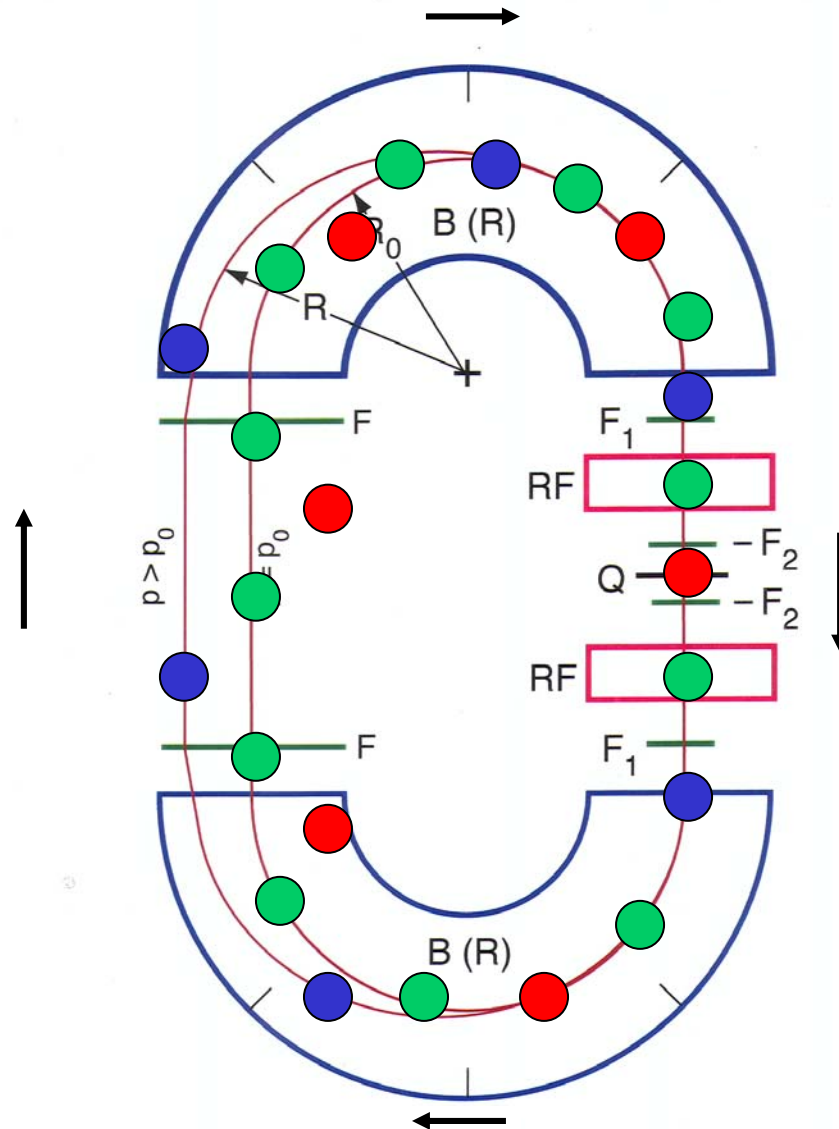 B (R)
R₀
R
F
F₁
RF
p > p₀
= p₀
– F₂
Q
– F₂
RF
F
F₁
B (R)